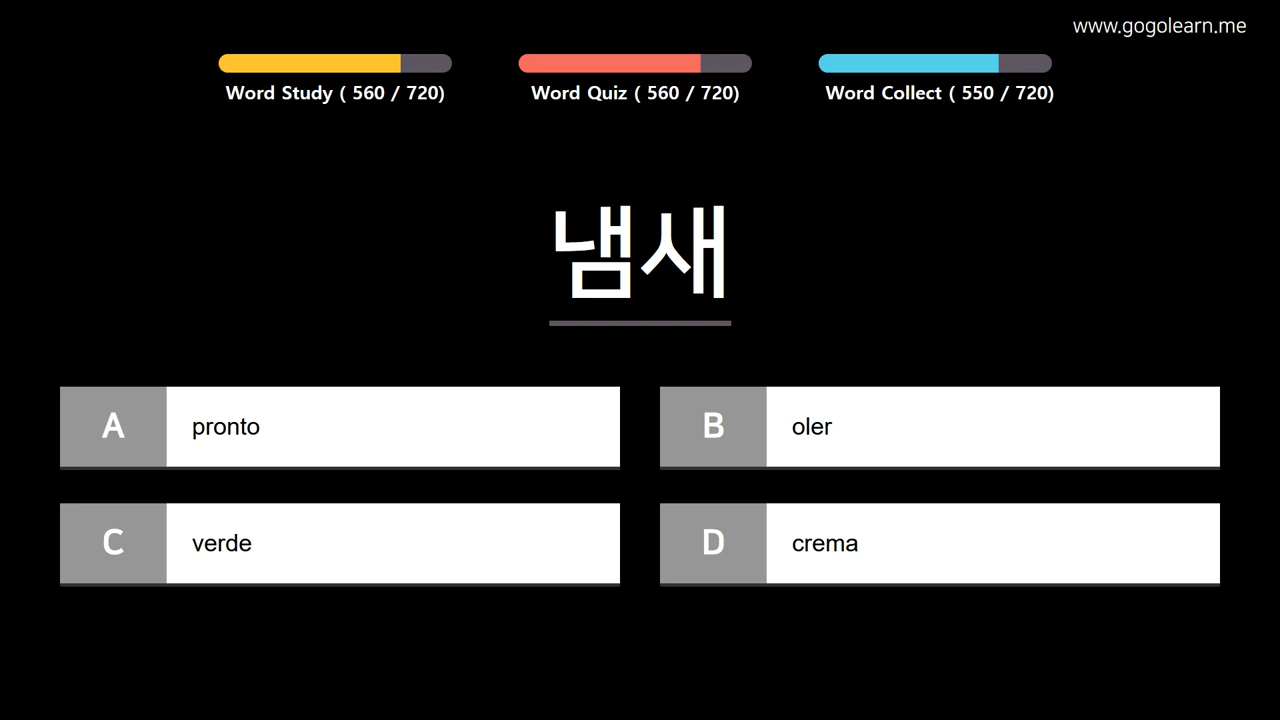 www.gogolearn.me
Word Study ( 560 / 720)
Word Quiz ( 560 / 720)
Word Collect ( 550 / 720)
냄새
A pronto
B oler
C verde
D crema